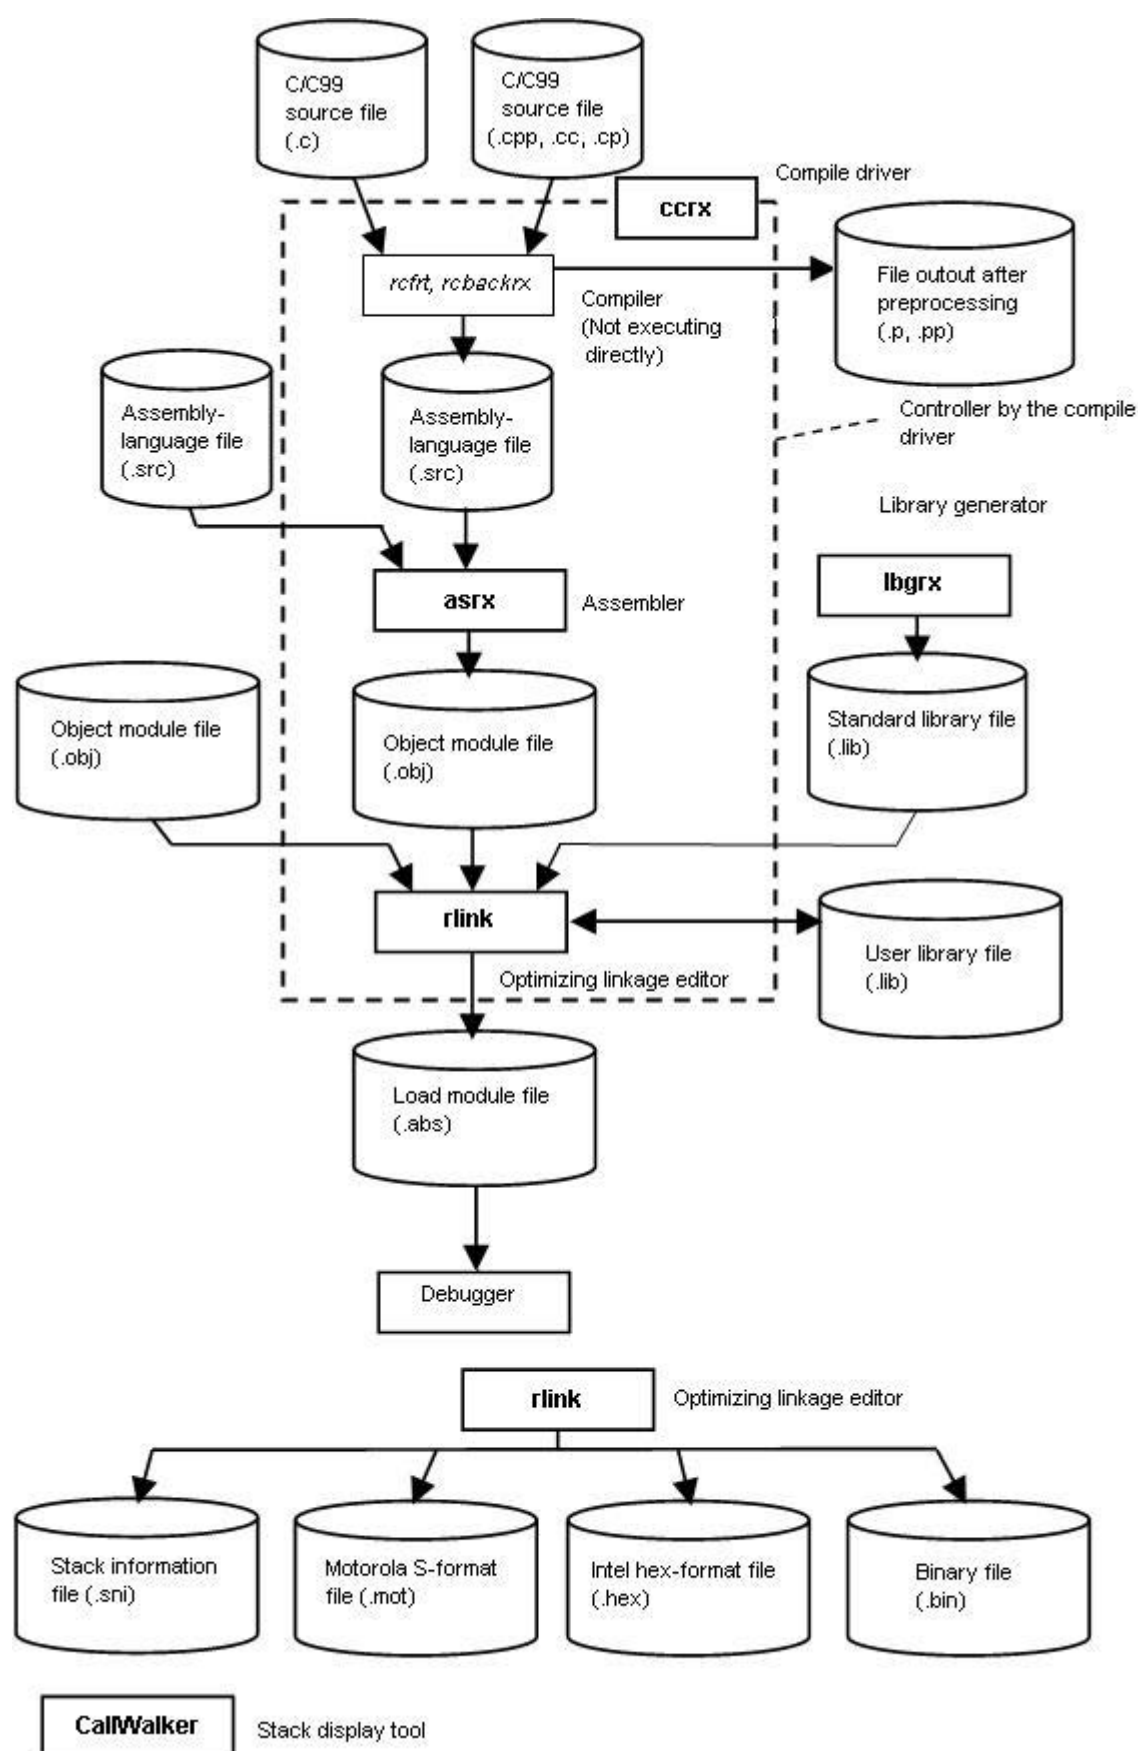 C/C99
source file
(.c)
C/C99
source file
(.cpp, .cc, .cp)
Compile driver
ccrx
rcfrt, rcbackrx
Compiler
(Not executing
directly)
File outout after
preprocessing
(.p, .pp)
Controller by the compile
driver
Assembly-
language file
(.src)
Assembly-
language file
(.src)
Library generator
asrx
Assembler
lbgrx
Object module file
(.obj)
Object module file
(.obj)
Standard library file
(.lib)
rlink
Optimizing linkage editor
User library file
(.lib)
Load module file
(.abs)
Debugger
rlink
Optimizing linkage editor
Stack information
file (.sni)
Motorola S-format
file (.mot)
Intel hex-format file
(.hex)
Binary file
(.bin)
CallWalker
Stack display tool